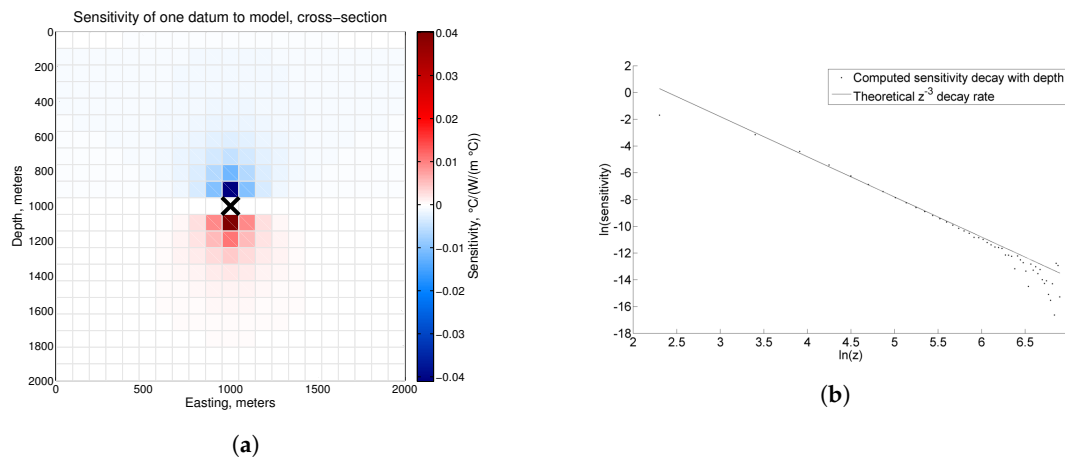 Sensitivity of one datum to model, cross−section
0
200
400
600
800
1000
1200
1400
1600
1800
2000
Depth, meters
0 500 1000 1500 2000
Easting, meters
0.04
0.03
0.02
0.01
0
−0.01
−0.02
−0.03
−0.04
Sensitivity, °C/(W/(m °C))
(a)
2
0
-2
-4
-6
-8
-10
-12
-14
-16
-18
ln(sensitivity)
2 2.5 3 3.5 4 4.5 5 5.5 6 6.5
ln(z)
Computed sensitivity decay with depth
Theoretical z⁻³ decay rate
(b)